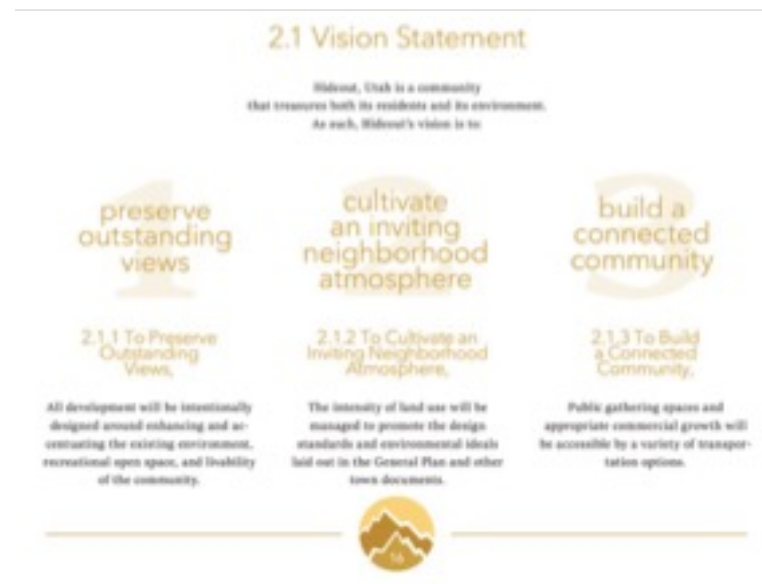 2.1 Vision Statement
Hideout, Utah is a community
that treasures both its residents and its environment.
As such, Hideout's vision is to:
1
preserve
outstanding
views
2
cultivate
an inviting
neighborhood
atmosphere
3
build a
connected
community
2.1.1 To Preserve
Outstanding
Views,
All development will be intentionally
designed around enhancing and ac-
centuating the existing environment,
recreational open space, and livability
of the community.
2.1.2 To Cultivate an
Inviting Neighborhood
Atmosphere,
The intensity of land use will be
managed to promote the design
standards and environmental ideals
laid out in the General Plan and other
town documents.
2.1.3 To Build
a Connected
Community,
Public gathering spaces and
appropriate commercial growth will
be accessible by a variety of transpor-
tation options.
16